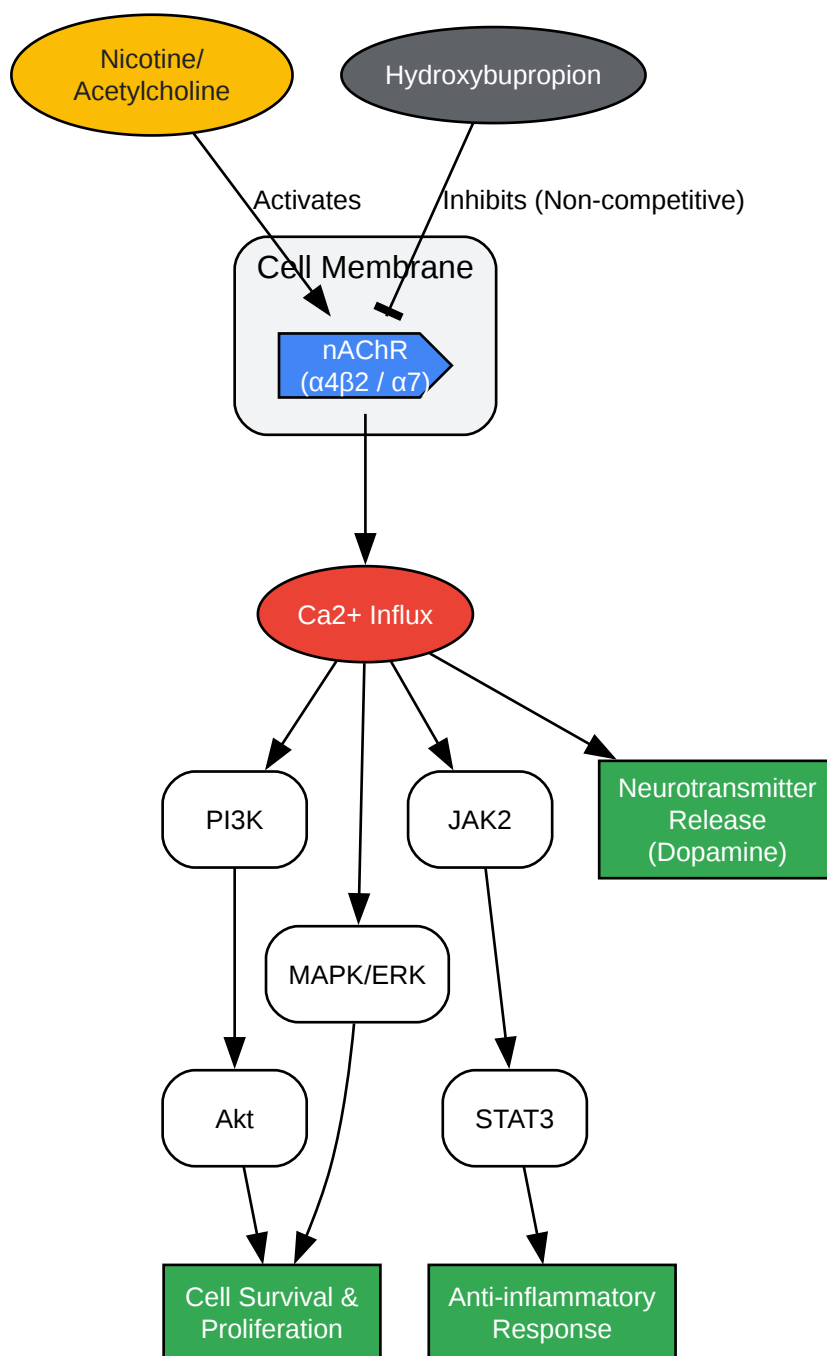 Nicotine/
Acetylcholine
Hydroxybupropion
Activates
Inhibits (Non-competitive)
Cell Membrane
nAChR
(α4β2 / α7)
Ca2+ Influx
PI3K
JAK2
Neurotransmitter
Release
(Dopamine)
MAPK/ERK
Akt
STAT3
Cell Survival &
Proliferation
Anti-inflammatory
Response